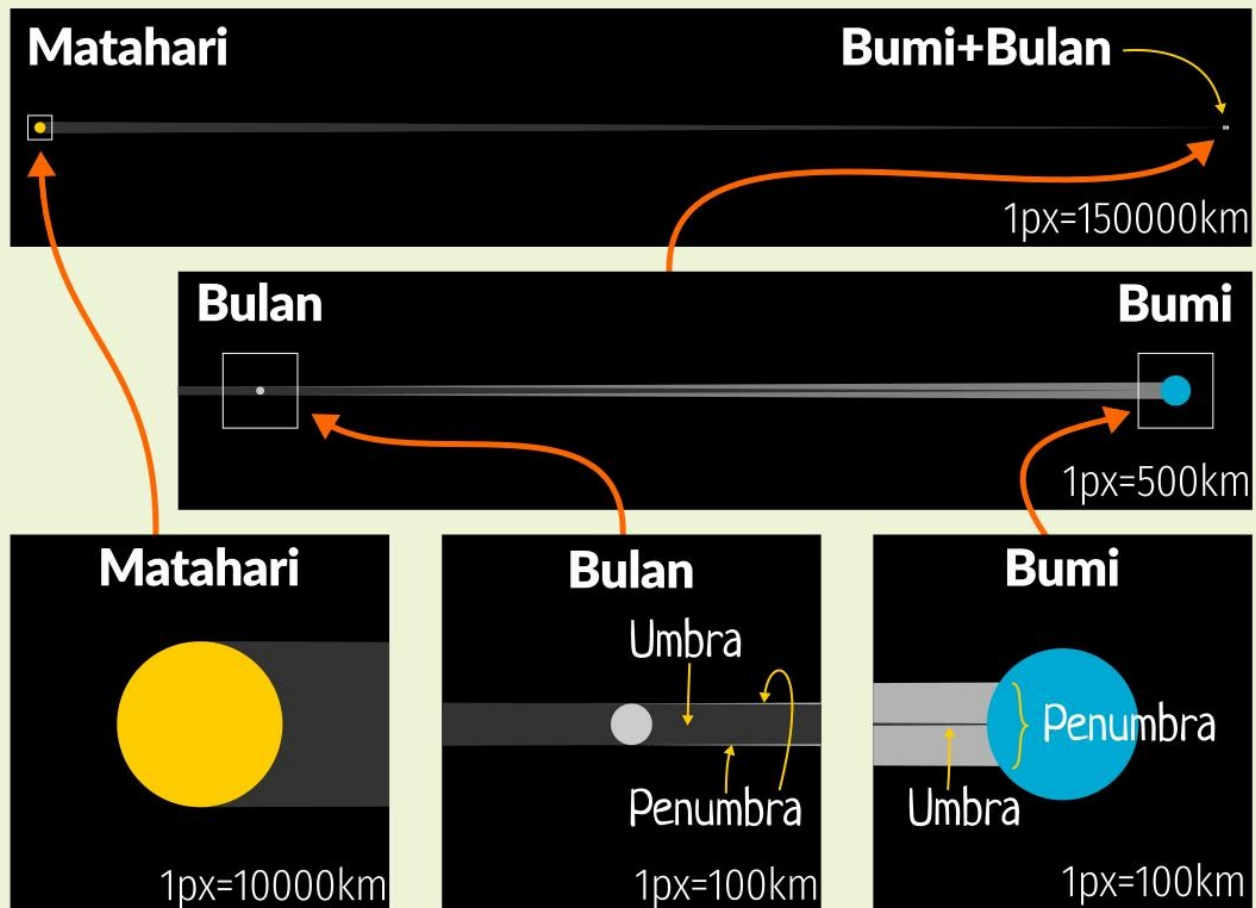 Matahari
Bumi+Bulan
1px=150000km
Bulan
Bumi
1px=500km
Matahari
1px=10000km
Bulan
Umbra
Penumbra
1px=100km
Bumi
Penumbra
Umbra
1px=100km